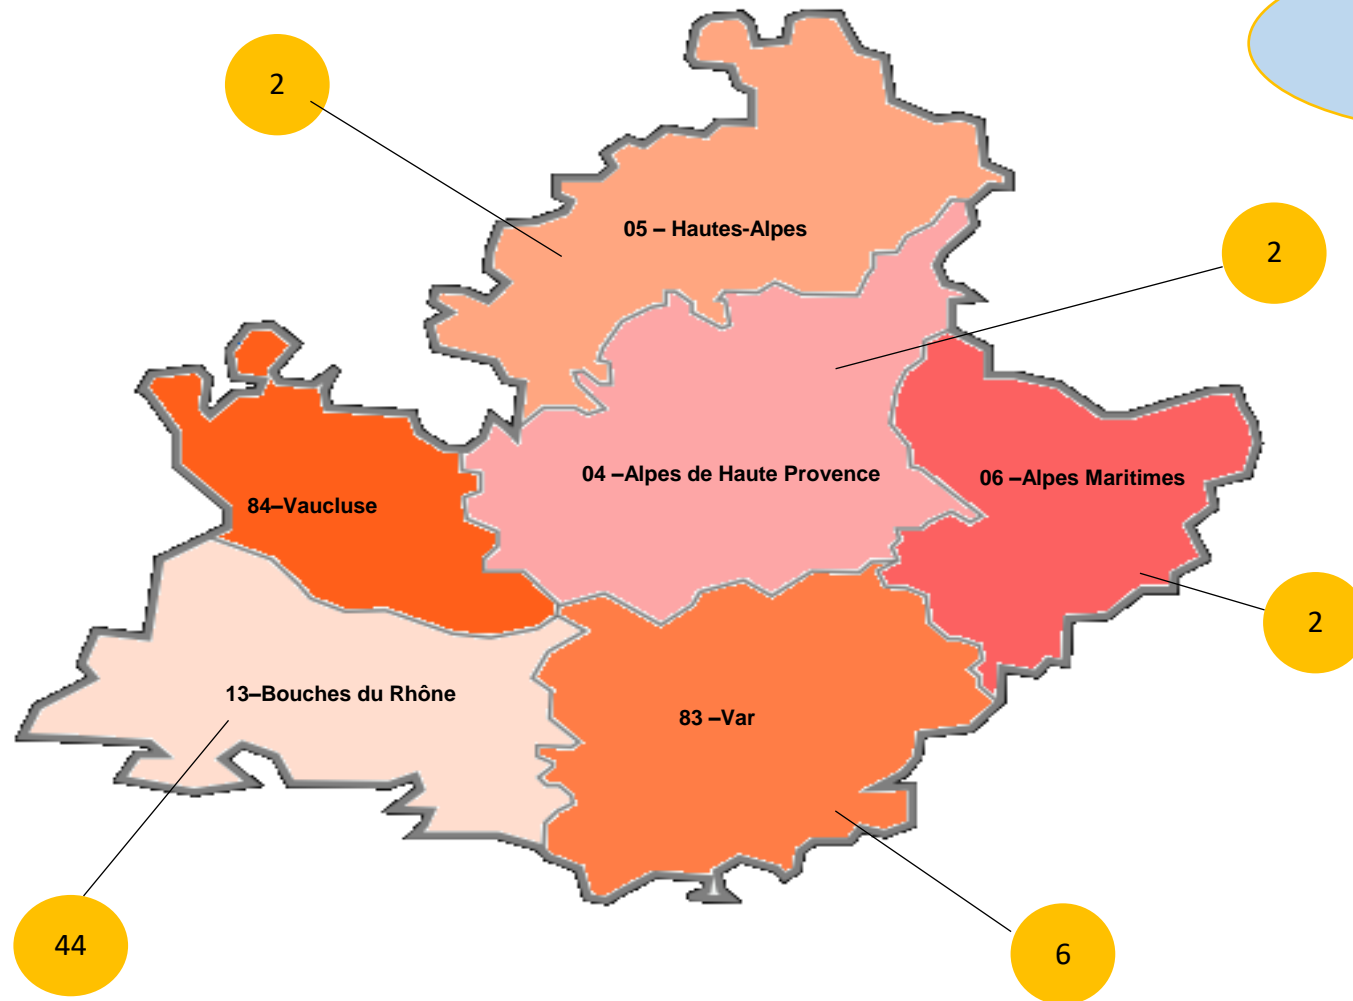 2
05 – Hautes-Alpes
2
04 –Alpes de Haute Provence
06 –Alpes Maritimes
84–Vaucluse
2
13–Bouches du Rhône
83 –Var
44
6